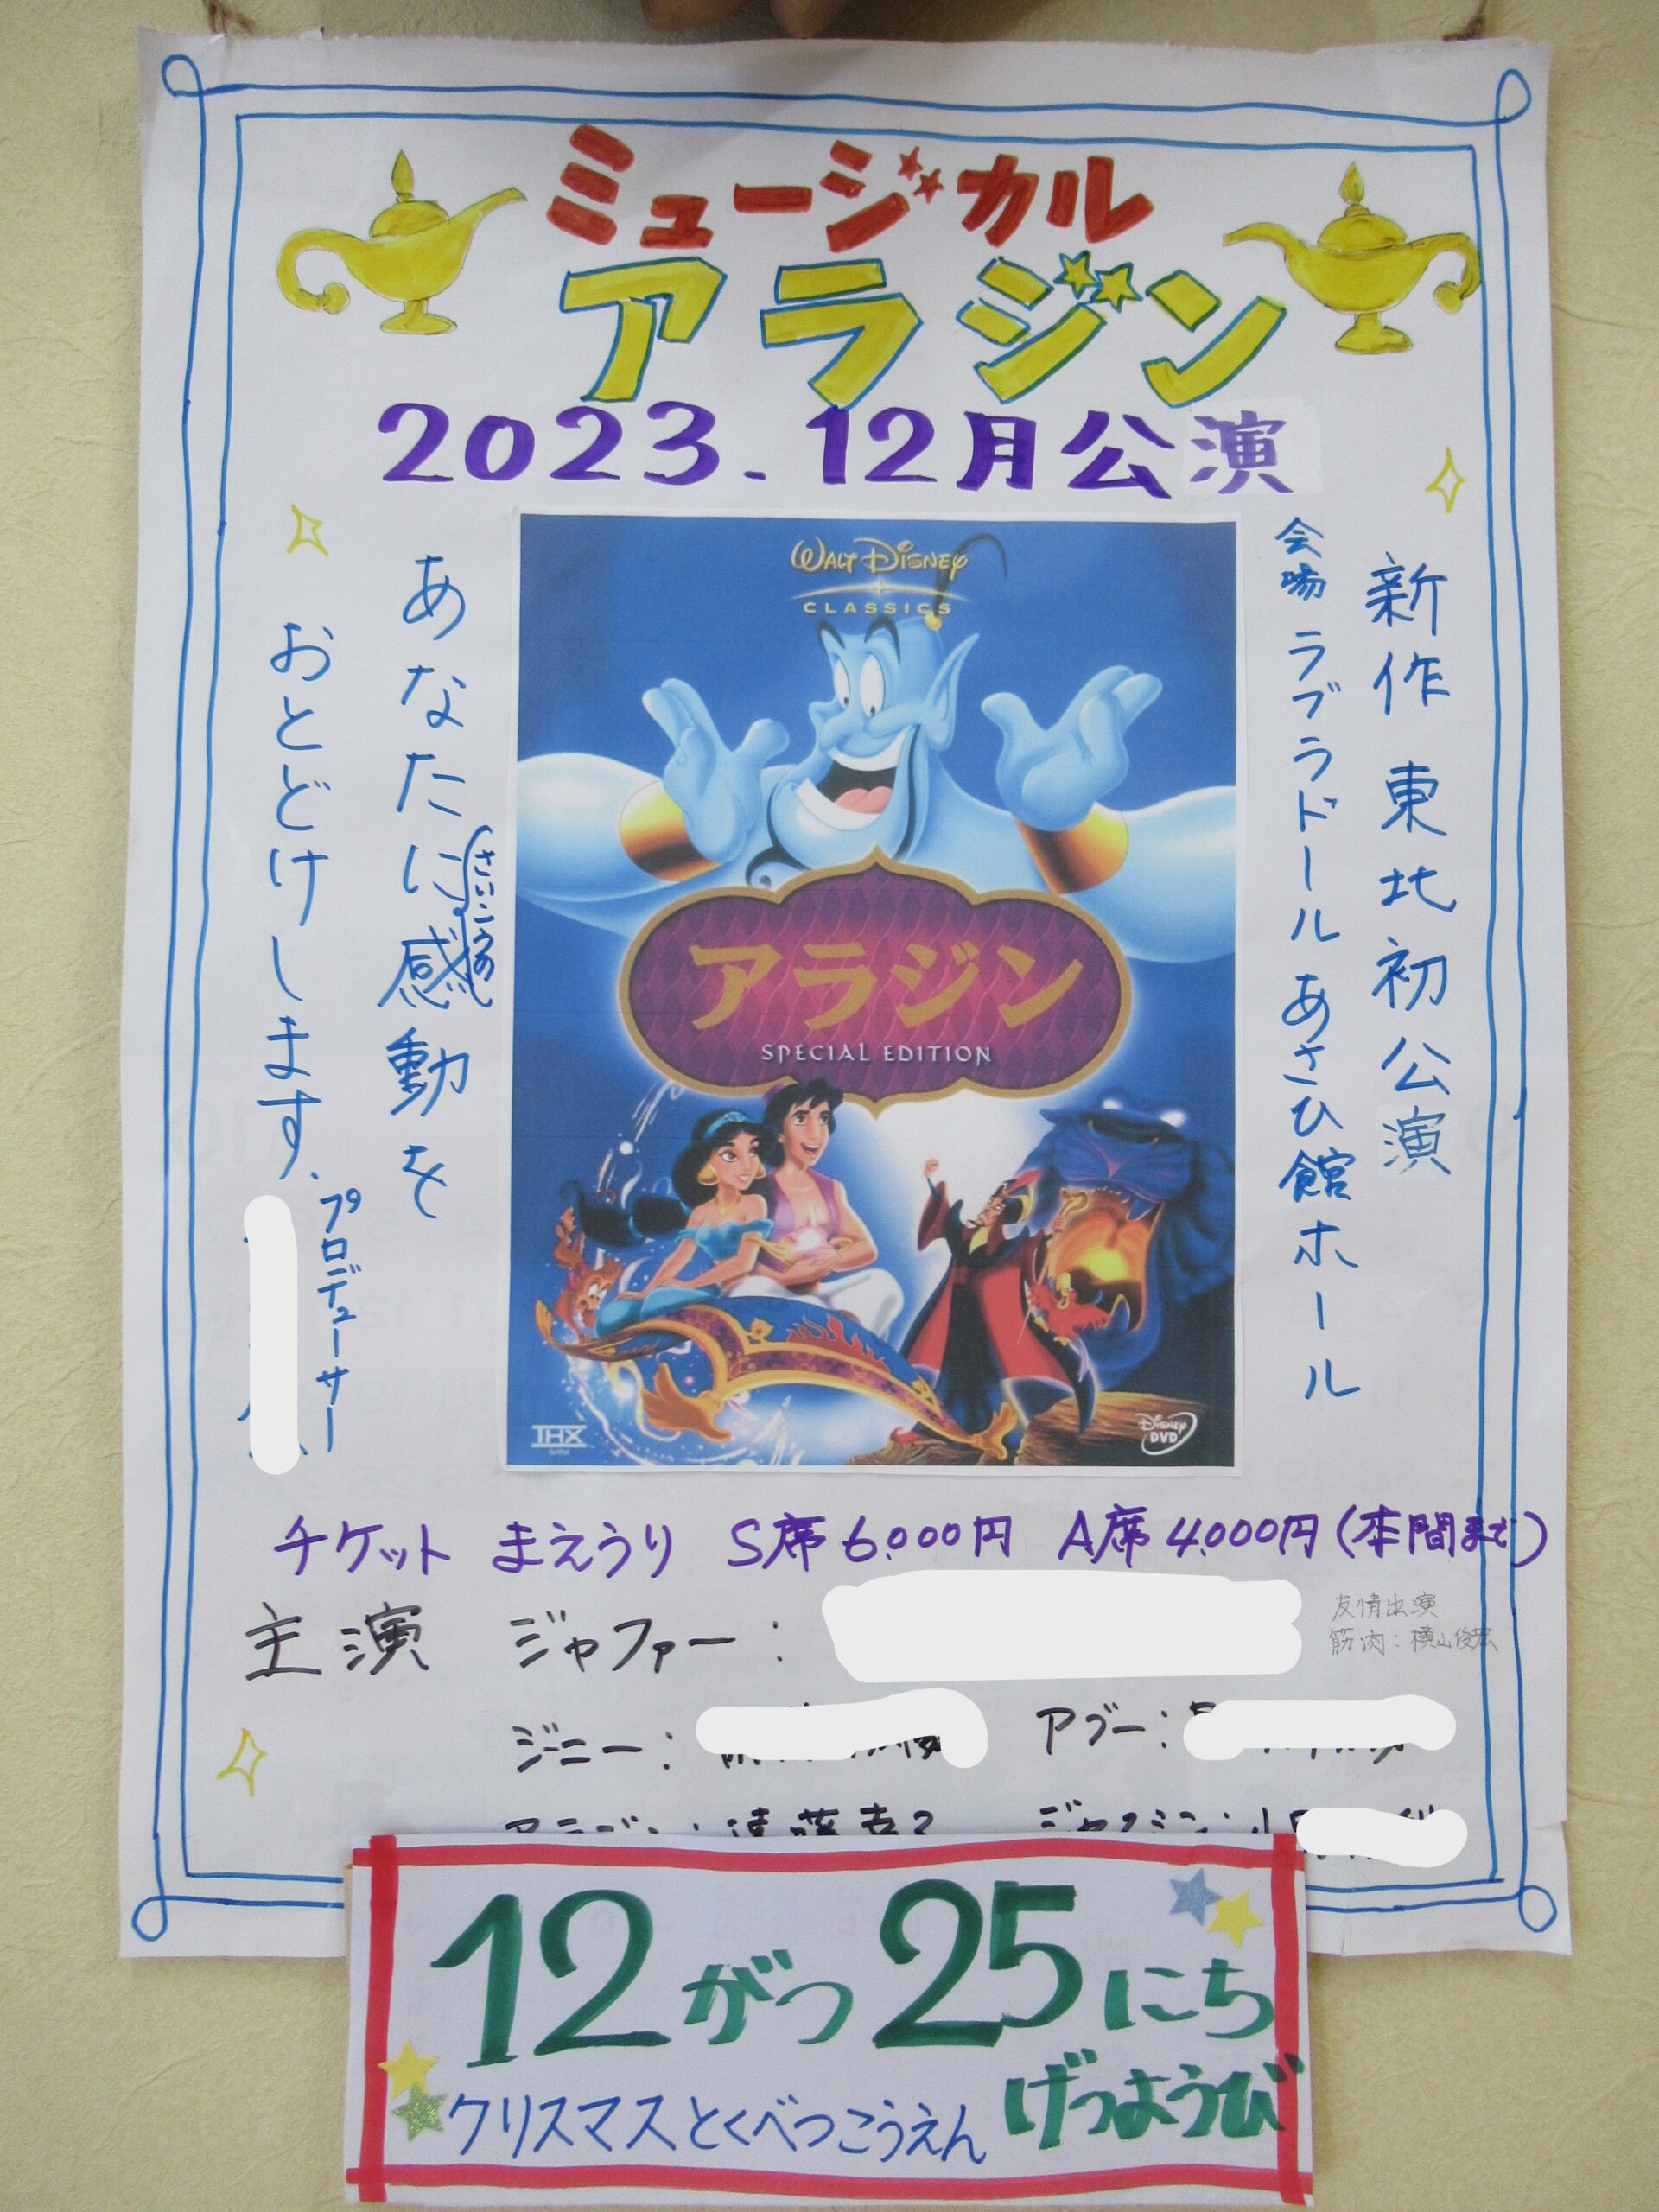 ミュージカル
アラジン
2023.12月公演
新作 東北初公演
会場 ラブラドール あさひ館ホール
WALT DISNEY
CLASSICS
アラジン
SPECIAL EDITION
THX
DISNEY
DVD
あなたに感動を
さいこうの
おとどけします.
プロデューサー
チケット まえうり S席 6,000円 A席 4,000円 (本間まで)
主演 ジャファー:
友情出演
筋肉: 横山俊宏
ジニー: アブー:
12がつ25にち
げつようび
クリスマスとくべつこうえん